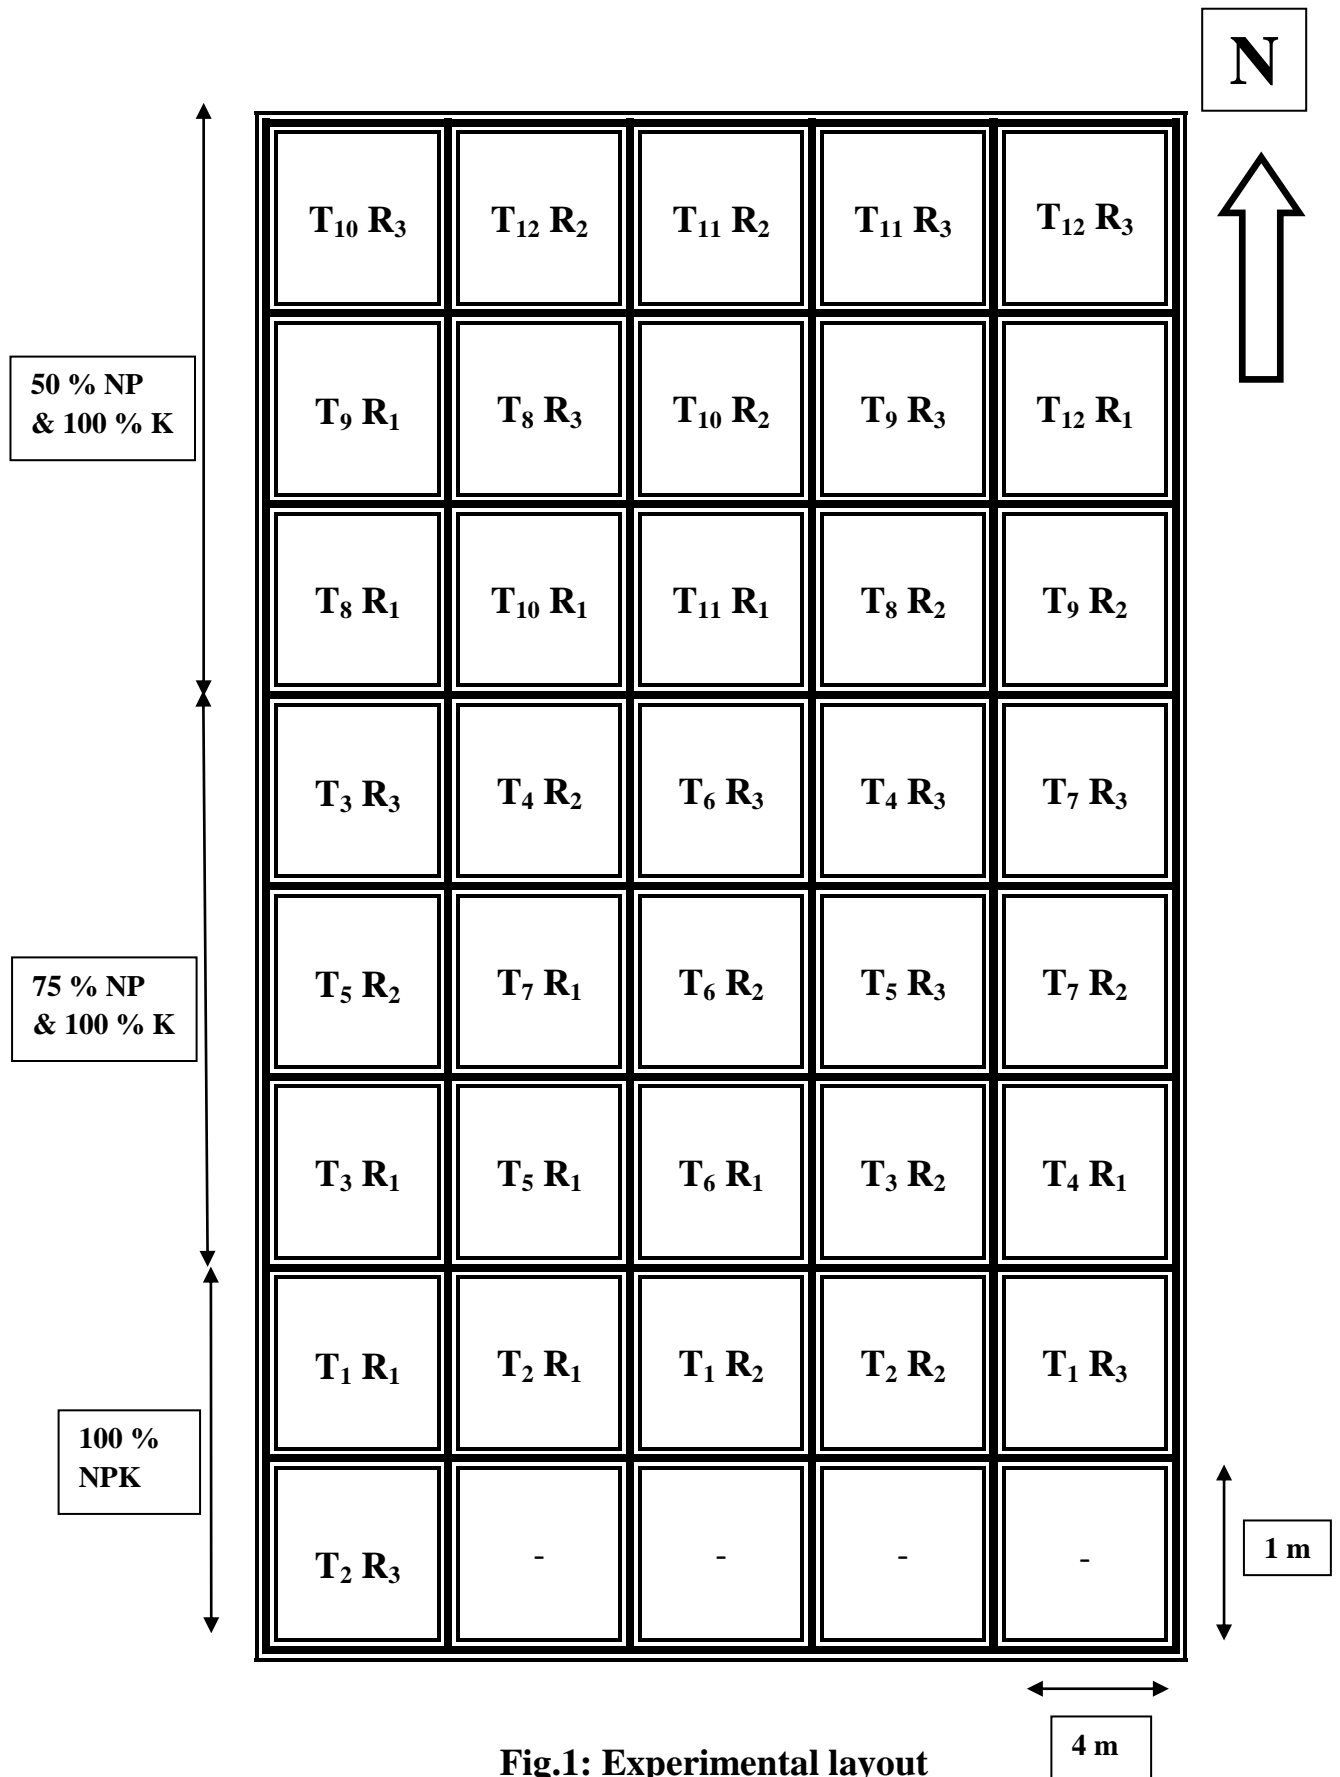 N
T10 R3 T12 R2 T11 R2 T11 R3 T12 R3
50 % NP
& 100 % K
T9 R1 T8 R3 T10 R2 T9 R3 T12 R1
T8 R1 T10 R1 T11 R1 T8 R2 T9 R2
T3 R3 T4 R2 T6 R3 T4 R3 T7 R3
75 % NP
& 100 % K
T5 R2 T7 R1 T6 R2 T5 R3 T7 R2
T3 R1 T5 R1 T6 R1 T3 R2 T4 R1
T1 R1 T2 R1 T1 R2 T2 R2 T1 R3
100 %
NPK
T2 R3 - - - -
1 m
4 m
Fig.1: Experimental layout